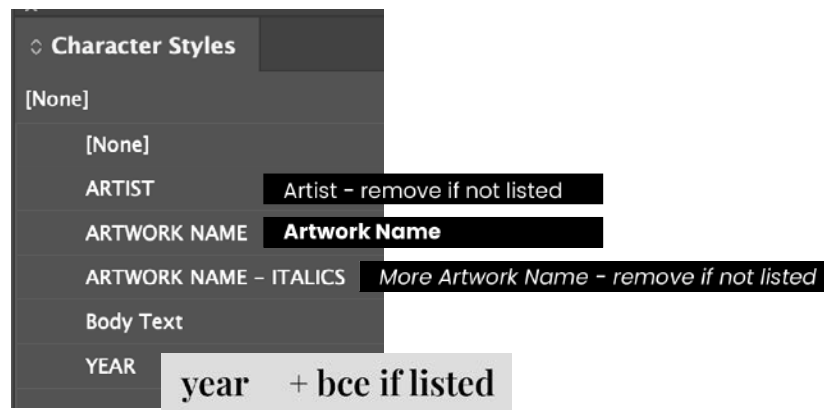 Character Styles
[None]
[None]
ARTIST Artist - remove if not listed
ARTWORK NAME Artwork Name
ARTWORK NAME - ITALICS More Artwork Name - remove if not listed
Body Text
YEAR year + bce if listed